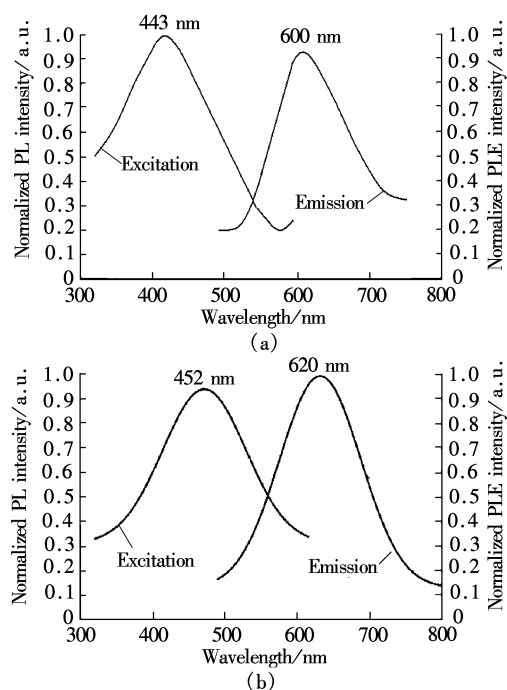 443 nm
600 nm
Normalized PL intensity/a.u.
1.0
0.9
0.8
0.7
0.6
0.5
0.4
0.3
0.2
0.1
0
Excitation
Emission
1.0
0.9
0.8
0.7
0.6
0.5
0.4
0.3
0.2
0.1
0
Normalized PLE intensity/a.u.
300 400 500 600 700 800
Wavelength/nm
(a)
452 nm
620 nm
Normalized PL intensity/a.u.
1.0
0.9
0.8
0.7
0.6
0.5
0.4
0.3
0.2
0.1
0
Excitation
Emission
1.0
0.9
0.8
0.7
0.6
0.5
0.4
0.3
0.2
0.1
0
Normalized PLE intensity/a.u.
300 400 500 600 700 800
Wavelength/nm
(b)